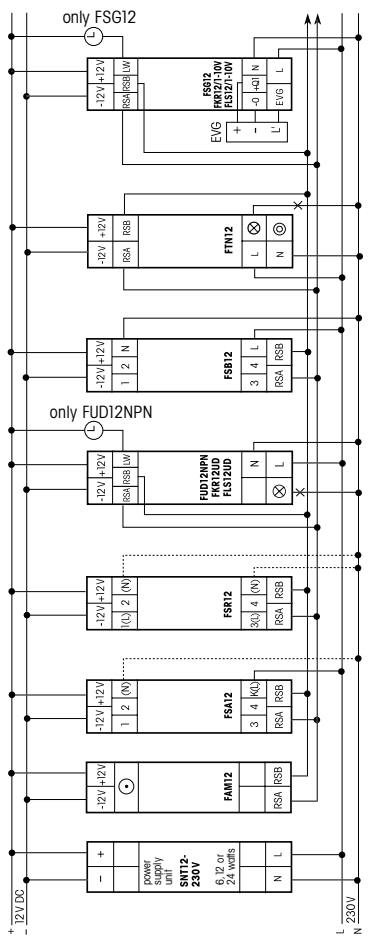 only FSG12
L
-12V +12V
RSA RSB LW
FSG12
FKR12/1-10V
FLS12/1-10V
-O +Q1 N
EVG L
EVG
+ − L'
-12V +12V
RSA RSB
FTN12
L
N
-12V +12V
1 2 N
FSB12
3 4 L
RSA RSB
only FUD12NPN
L
-12V +12V
RSA RSB LW
FUD12NPN
FKR12UD
FLS12UD
N
L
-12V +12V
1(L) 2 (N)
FSR12
3(L) 4 (N)
RSA RSB
-12V +12V
1 2 (N)
FSA12
3 4 K(L)
RSA RSB
-12V +12V
FAM12
RSA RSB
− +
power
supply
unit
SNT12-
230V
6,12 or
24 watts
N L
+
12V DC
−
L
230V
N